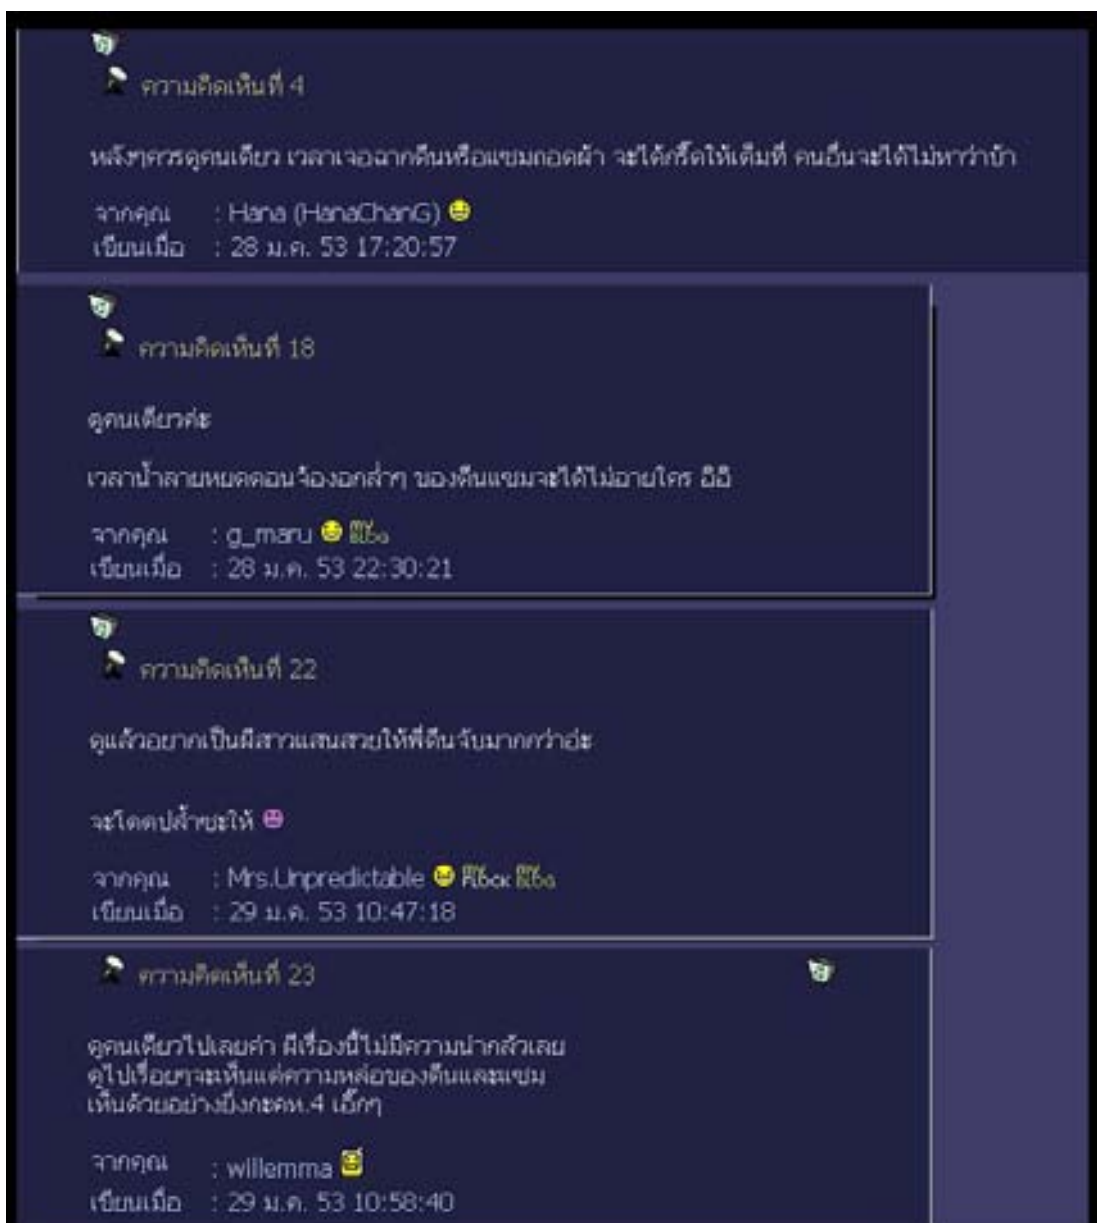 ความคิดเห็นที่ 4
หลังๆควรดูคนเดียว เวลาเจอฉากดีนหรือแซมถอดผ้า จะได้กรี๊ดให้เต็มที่ คนอื่นจะได้ไม่หาว่าบ้า
จากคุณ : Hana (HanaChanG)
เขียนเมื่อ : 28 ม.ค. 53 17:20:57
ความคิดเห็นที่ 18
ดูคนเดียวค่ะ
เวลาน้ำลายหยดตอนจ้องอกล่ำๆ ของดีนแซมจะได้ไม่อายใคร อิอิ
จากคุณ : g_maru MY BLOG
เขียนเมื่อ : 28 ม.ค. 53 22:30:21
ความคิดเห็นที่ 22
ดูแล้วอยากเป็นผีสาวแสนสวยให้พี่ดีนจับมากกว่าอ่ะ
จะโดดปล้ำซะให้
จากคุณ : Mrs.Unpredictable
เขียนเมื่อ : 29 ม.ค. 53 10:47:18
ความคิดเห็นที่ 23
ดูคนเดียวไปเลยค่า ผีเรื่องนี้ไม่มีความน่ากลัวเลย
ดูไปเรื่อยๆจะเห็นแต่ความหล่อของดีนและแซม
เห็นด้วยอย่างยิ่งกะคห.4 เอิ๊กๆ
จากคุณ : willemma
เขียนเมื่อ : 29 ม.ค. 53 10:58:40